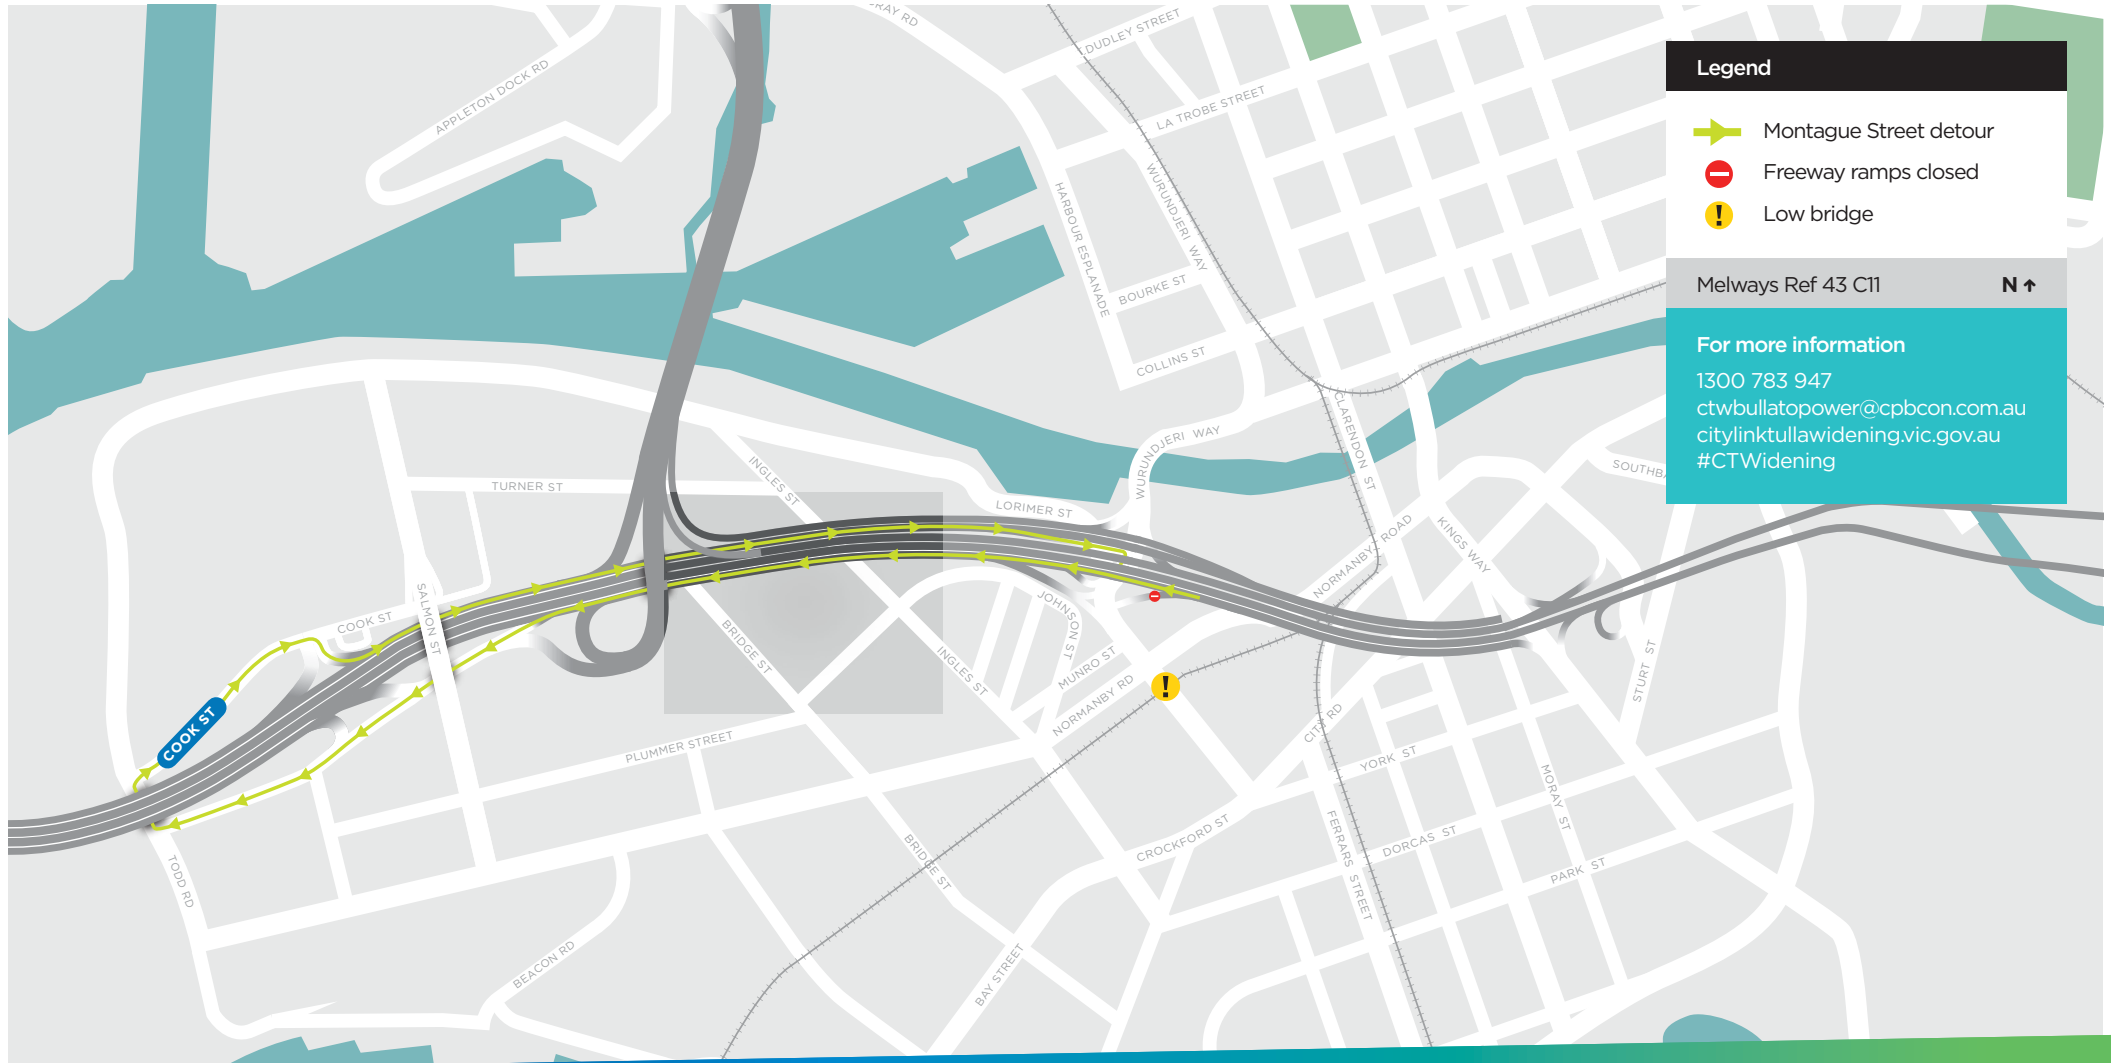 RAY RD
DUDLEY STREET
APPLETON DOCK RD
LA TROBE STREET
WURUNDJERI WAY
HARBOUR ESPLANADE
BOURKE ST
COLLINS ST
CLARENDON ST
WURUNDJERI WAY
SOUTHBA
INGLES ST
TURNER ST
LORIMER ST
NORMANBY ROAD
KINGS WAY
SALMON ST
COOK ST
JOHNSON ST
BRIDGE ST
INGLES ST
MUNRO ST
NORMANBY RD
STURT ST
CITY RD
COOK ST
PLUMMER STREET
YORK ST
MORAY ST
TODD RD
BRIDGE ST
CROCKFORD ST
FERRARS STREET
DORCAS ST
PARK ST
BEACON RD
BAY STREET
Legend
Montague Street detour
Freeway ramps closed
! Low bridge
Melways Ref 43 C11 N ↑
For more information
1300 783 947
ctwbullatopower@cpbcon.com.au
citylinktullawidening.vic.gov.au
#CTWidening
!